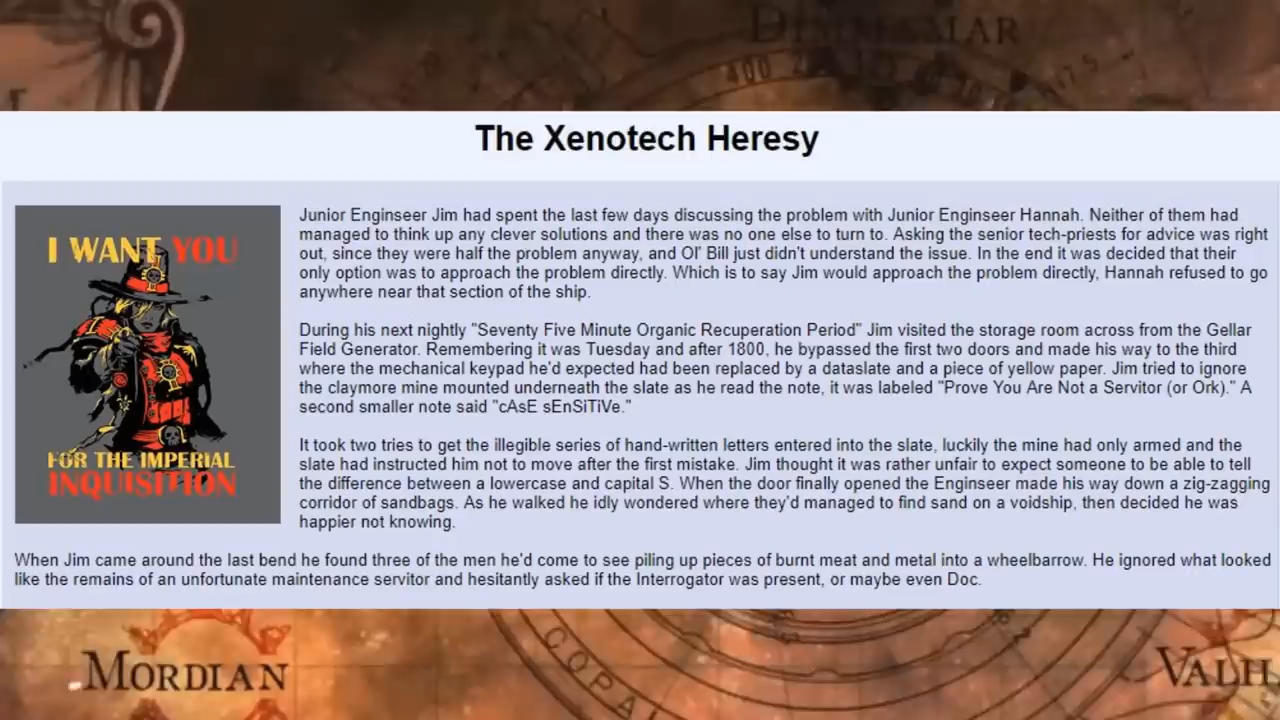 400
The Xenotech Heresy
I WANT YOU
FOR THE IMPERIAL
INQUISITION
Junior Enginseer Jim had spent the last few days discussing the problem with Junior Enginseer Hannah. Neither of them had
managed to think up any clever solutions and there was no one else to turn to. Asking the senior tech-priests for advice was right
out, since they were half the problem anyway, and Ol' Bill just didn't understand the issue. In the end it was decided that their
only option was to approach the problem directly. Which is to say Jim would approach the problem directly, Hannah refused to go
anywhere near that section of the ship.
During his next nightly "Seventy Five Minute Organic Recuperation Period" Jim visited the storage room across from the Gellar
Field Generator. Remembering it was Tuesday and after 1800, he bypassed the first two doors and made his way to the third
where the mechanical keypad he'd expected had been replaced by a dataslate and a piece of yellow paper. Jim tried to ignore
the claymore mine mounted underneath the slate as he read the note, it was labeled "Prove You Are Not a Servitor (or Ork)." A
second smaller note said "cAsE sEnSiTiVe."
It took two tries to get the illegible series of hand-written letters entered into the slate, luckily the mine had only armed and the
slate had instructed him not to move after the first mistake. Jim thought it was rather unfair to expect someone to be able to tell
the difference between a lowercase and capital S. When the door finally opened the Enginseer made his way down a zig-zagging
corridor of sandbags. As he walked he idly wondered where they'd managed to find sand on a voidship, then decided he was
happier not knowing.
When Jim came around the last bend he found three of the men he'd come to see piling up pieces of burnt meat and metal into a wheelbarrow. He ignored what looked
like the remains of an unfortunate maintenance servitor and hesitantly asked if the Interrogator was present, or maybe even Doc.
MORDIAN
COPAL
VALH